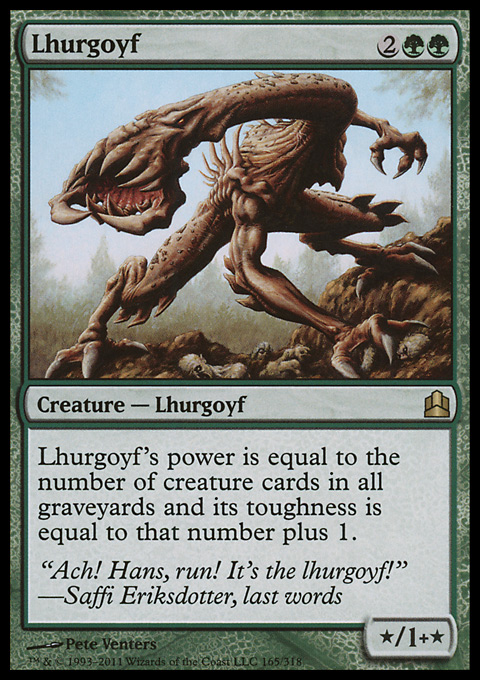 Lhurgoyf 2
Creature — Lhurgoyf
Lhurgoyf's power is equal to the
number of creature cards in all
graveyards and its toughness is
equal to that number plus 1.
“Ach! Hans, run! It's the lhurgoyf!”
—Saffi Eriksdotter, last words
★/1+★
Pete Venters
™ & © 1993–2011 Wizards of the Coast LLC 165/318